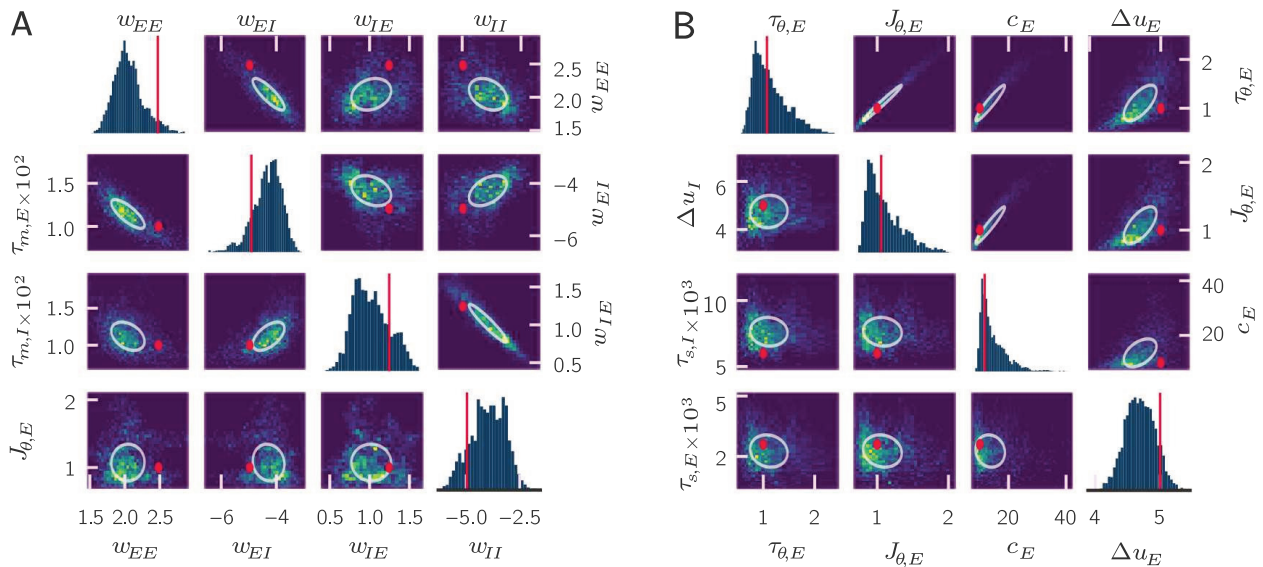 A
w_EE w_EI w_IE w_II
2.5
2.0
1.5
w_EE
τ_m,E ×10²
1.5
1.0
−4
−6
w_EI
τ_m,I ×10²
1.5
1.0
1.5
1.0
0.5
w_IE
J_θ,E
2
1
1.5 2.0 2.5 −6 −4 0.5 1.0 1.5 −5.0 −2.5
w_EE w_EI w_IE w_II
B
τ_θ,E J_θ,E c_E Δu_E
2
1
τ_θ,E
Δu_I
6
4
2
1
J_θ,E
τ_s,I ×10³
10
5
40
20
c_E
τ_s,E ×10³
5
2
1 2 1 2 20 40 4 5
τ_θ,E J_θ,E c_E Δu_E